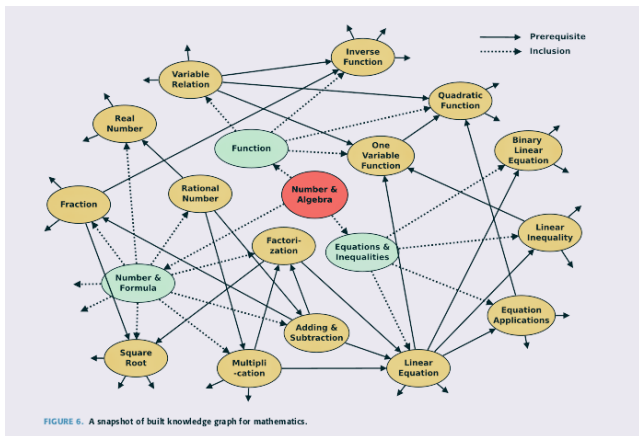 Inverse
Function
Prerequisite
Inclusion
Variable
Relation
Quadratic
Function
Real
Number
Function
One
Variable
Function
Binary
Linear
Equation
Fraction
Rational
Number
Number &
Algebra
Factori-
zation
Equations &
Inequalities
Linear
Inequality
Number &
Formula
Equation
Applications
Adding &
Subtraction
Square
Root
Multipli
-cation
Linear
Equation
FIGURE 6. A snapshot of built knowledge graph for mathematics.